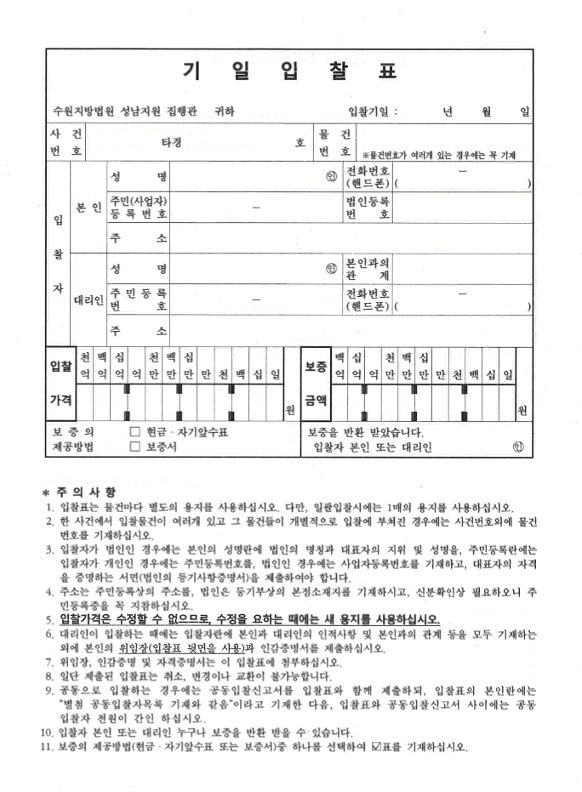 기 일 입 찰 표
수원지방법원 성남지원 집행관 귀하 입찰기일 : 년 월 일
사 건 번 호 타경 호 물 건 번 호 ※물건번호가 여러개 있는 경우에는 꼭 기재
입 찰 자
본 인
성 명 ㊞ 전화번호 (핸드폰) ― ( )
주민(사업자) 등 록 번 호 ― 법인등록 번 호
주 소
대리인
성 명 ㊞ 본인과의 관 계
주 민 등 록 번 호 ― 전화번호 (핸드폰) ― ( )
주 소
입찰 가격 천억 백억 십억 억 천만 백만 십만 만 천 백 십 일 원
보증 금액 백억 십억 억 천만 백만 십만 만 천 백 십 일 원
보 증 의 제공방법 □ 현금 · 자기앞수표
□ 보증서
보증을 반환 받았습니다.
입찰자 본인 또는 대리인 ㊞
* 주 의 사 항
1. 입찰표는 물건마다 별도의 용지를 사용하십시오. 다만, 일괄입찰시에는 1매의 용지를 사용하십시오.
2. 한 사건에서 입찰물건이 여러개 있고 그 물건들이 개별적으로 입찰에 부쳐진 경우에는 사건번호외에 물건
번호를 기재하십시오.
3. 입찰자가 법인인 경우에는 본인의 성명란에 법인의 명칭과 대표자의 지위 및 성명을, 주민등록란에는
입찰자가 개인인 경우에는 주민등록번호를, 법인인 경우에는 사업자등록번호를 기재하고, 대표자의 자격
을 증명하는 서면(법인의 등기사항증명서)을 제출하여야 합니다.
4. 주소는 주민등록상의 주소를, 법인은 등기부상의 본점소재지를 기재하시고, 신분확인상 필요하오니 주
민등록증을 꼭 지참하십시오.
5. 입찰가격은 수정할 수 없으므로, 수정을 요하는 때에는 새 용지를 사용하십시오.
6. 대리인이 입찰하는 때에는 입찰자란에 본인과 대리인의 인적사항 및 본인과의 관계 등을 모두 기재하는
외에 본인의 위임장(입찰표 뒷면을 사용)과 인감증명서를 제출하십시오.
7. 위임장, 인감증명 및 자격증명서는 이 입찰표에 첨부하십시오.
8. 일단 제출된 입찰표는 취소, 변경이나 교환이 불가능합니다.
9. 공동으로 입찰하는 경우에는 공동입찰신고서를 입찰표와 함께 제출하되, 입찰표의 본인란에는
"별첨 공동입찰자목록 기재와 같음"이라고 기재한 다음, 입찰표와 공동입찰신고서 사이에는 공동
입찰자 전원이 간인 하십시오.
10. 입찰자 본인 또는 대리인 누구나 보증을 반환 받을 수 있습니다.
11. 보증의 제공방법(현금 · 자기앞수표 또는 보증서)중 하나를 선택하여 ☑표를 기재하십시오.